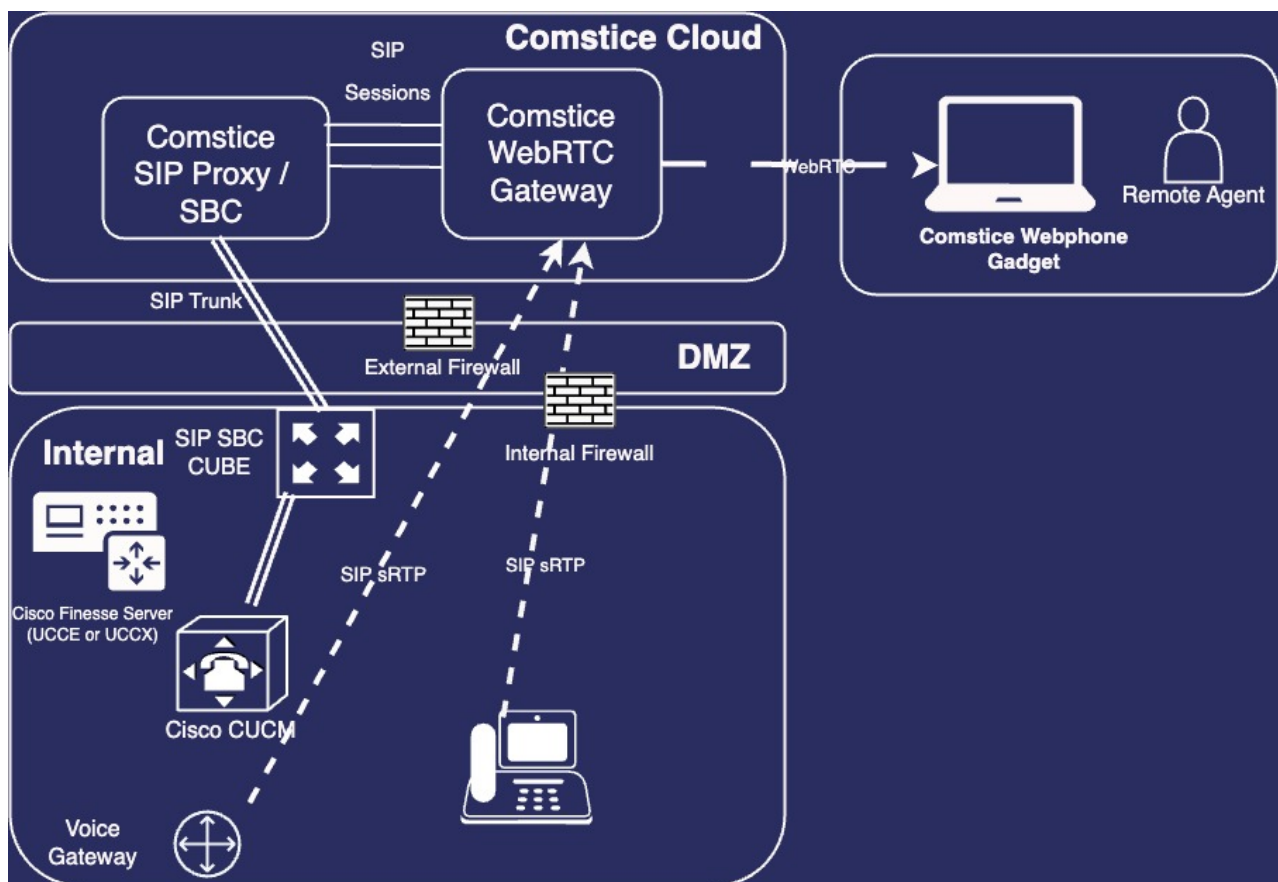 Comstice Cloud
SIP
Sessions
Comstice
SIP Proxy /
SBC
Comstice
WebRTC
Gateway
WebRTC
Remote Agent
Comstice Webphone
Gadget
SIP Trunk
External Firewall
DMZ
Internal
SIP SBC
CUBE
Internal Firewall
Cisco Finesse Server
(UCCE or UCCX)
SIP sRTP
SIP sRTP
Cisco CUCM
Voice
Gateway